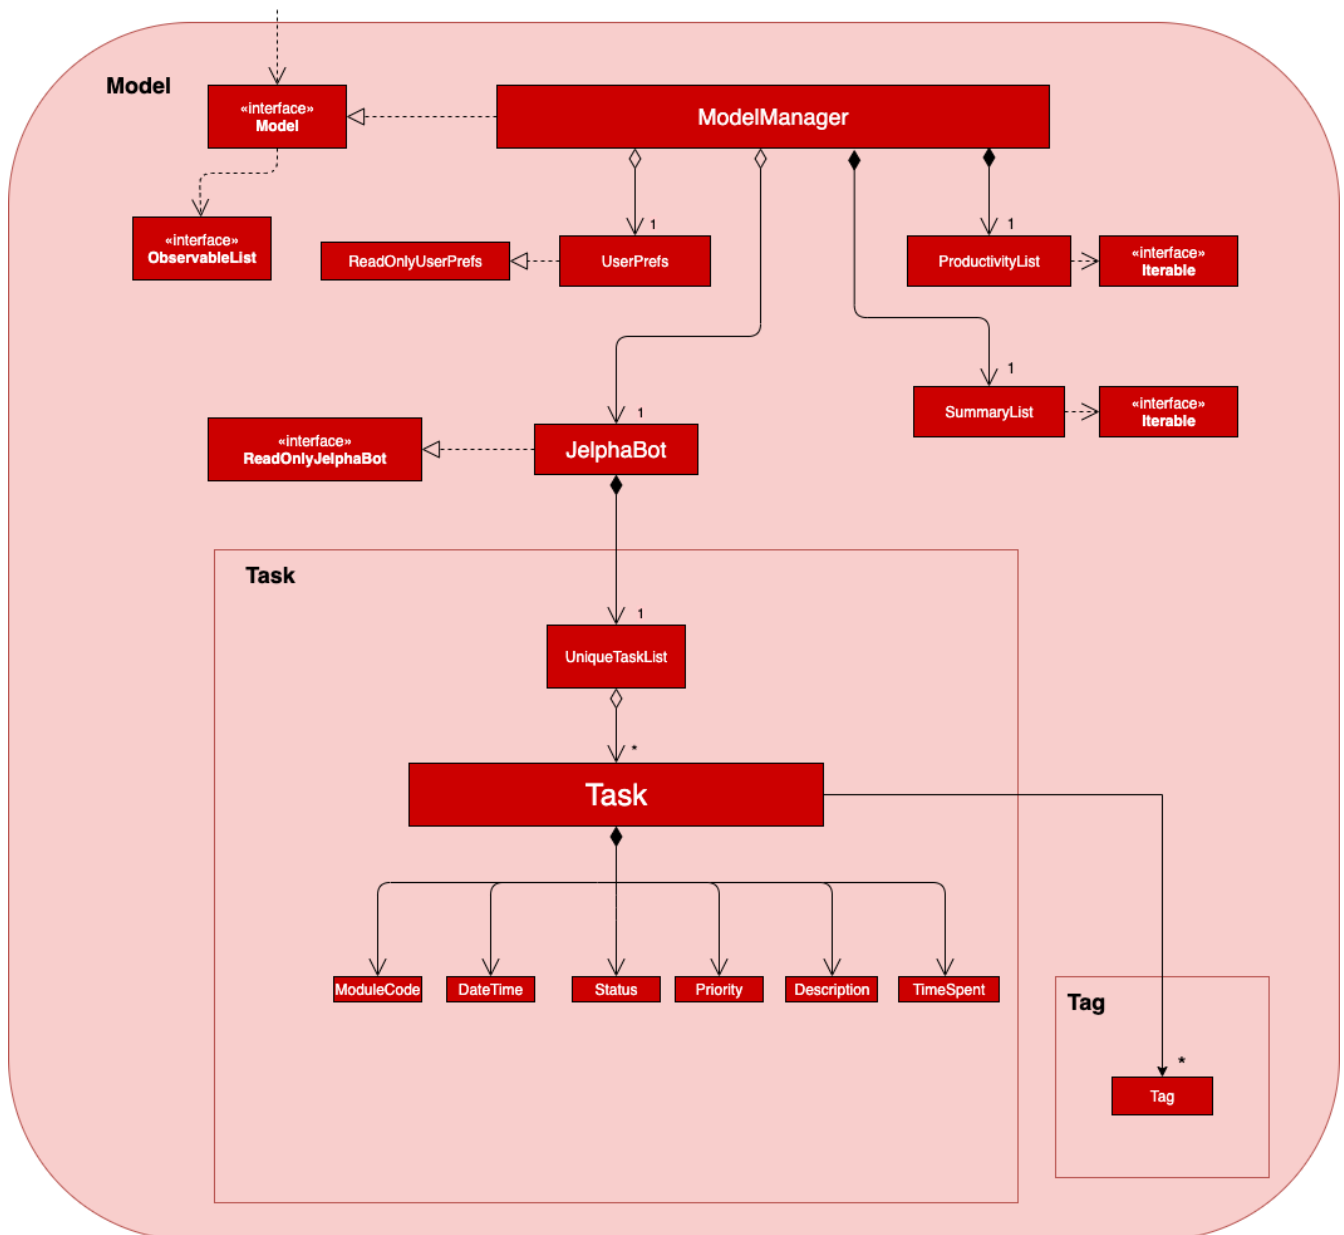 Model
«interface»
Model
ModelManager
«interface»
ObservableList
ReadOnlyUserPrefs
1
UserPrefs
1
ProductivityList
«interface»
Iterable
1
SummaryList
«interface»
Iterable
«interface»
ReadOnlyJelphaBot
1
JelphaBot
Task
1
UniqueTaskList
*
Task
ModuleCode
DateTime
Status
Priority
Description
TimeSpent
Tag
*
Tag